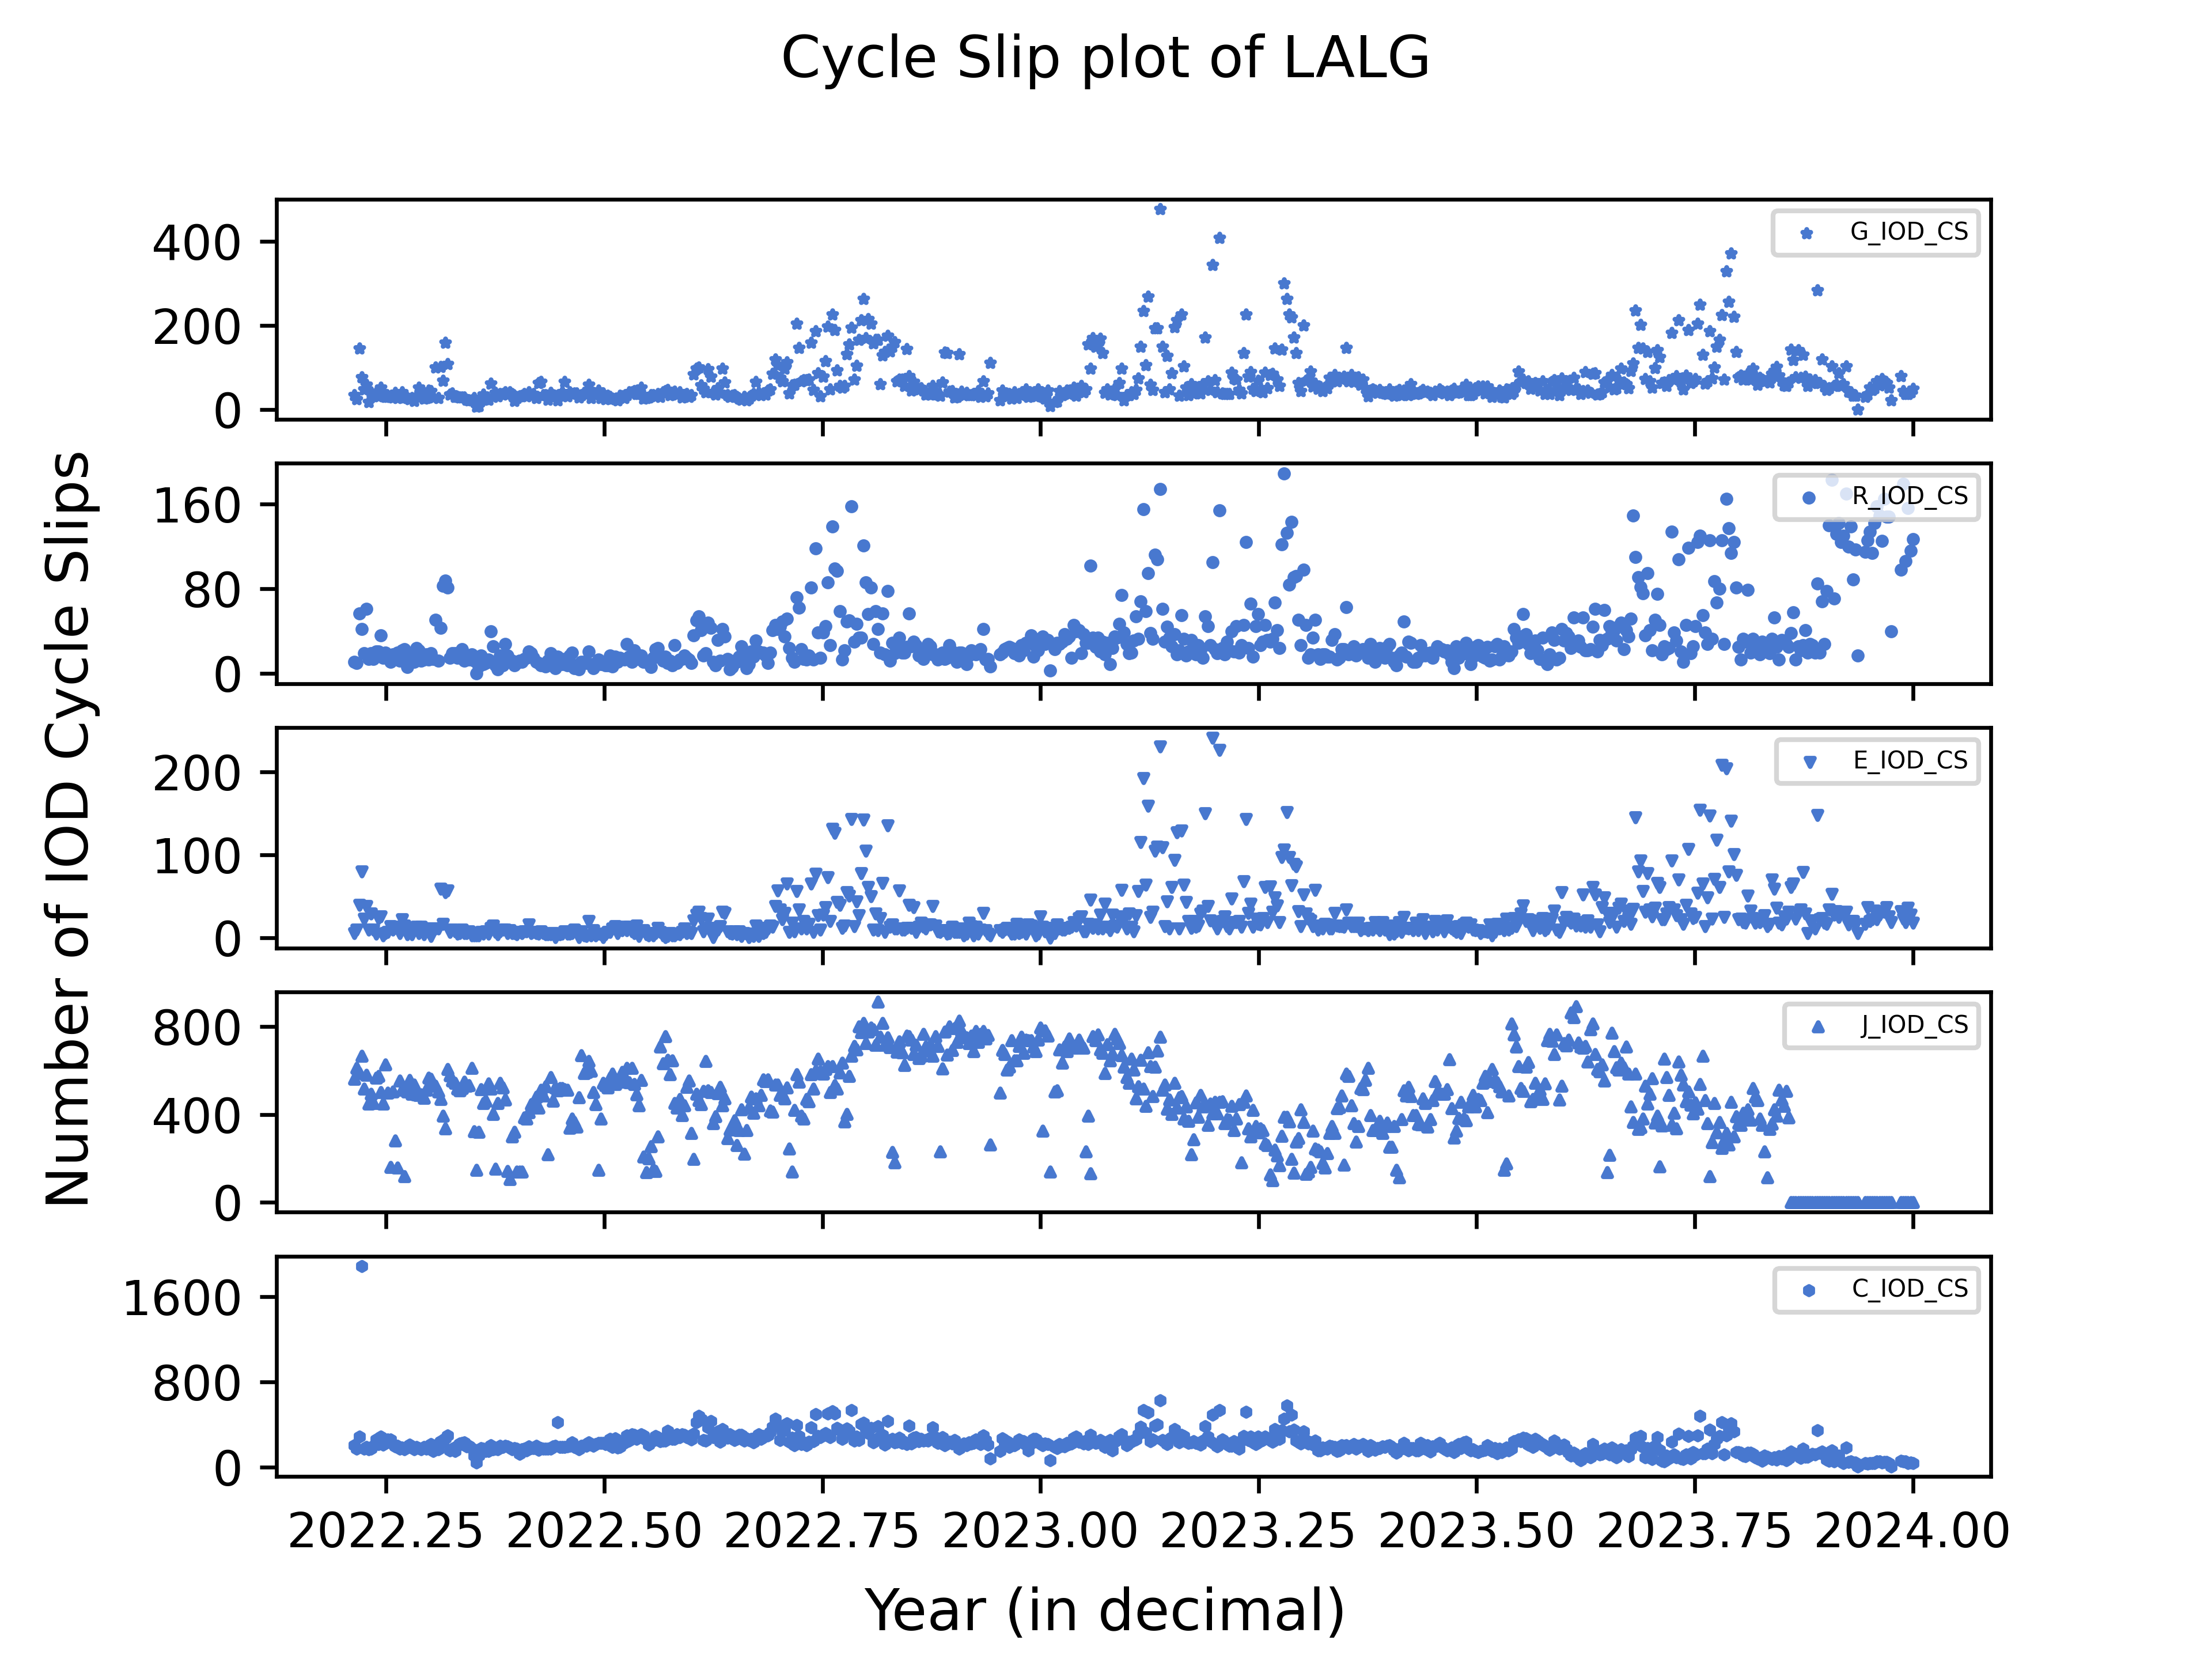 Cycle Slip plot of LALG
Number of IOD Cycle Slips
400
200
0
G_IOD_CS
160
80
0
R_IOD_CS
200
100
0
E_IOD_CS
800
400
0
J_IOD_CS
1600
800
0
C_IOD_CS
2022.25 2022.50 2022.75 2023.00 2023.25 2023.50 2023.75 2024.00
Year (in decimal)